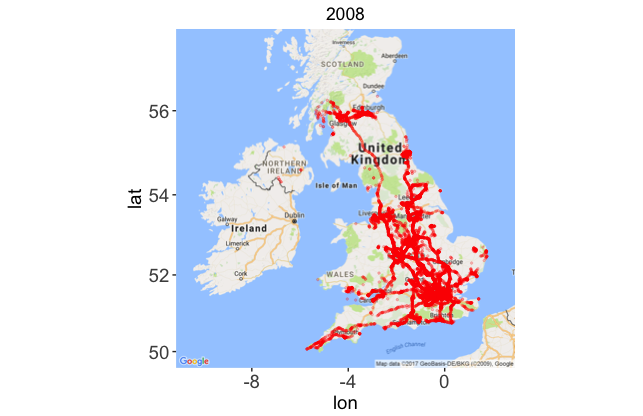 2008
Inverness
Aberdeen
SCOTLAND
Dundee
Edinburgh
Glasgow
56
United
Kingdom
NORTHERN
IRELAND
Isle of Man
54
lat
Galway
Dublin
Ireland
Limerick
Cork
WALES
52
50
English Channel
Google
Map data ©2017 GeoBasis-DE/BKG (©2009), Google
-8
-4
0
lon